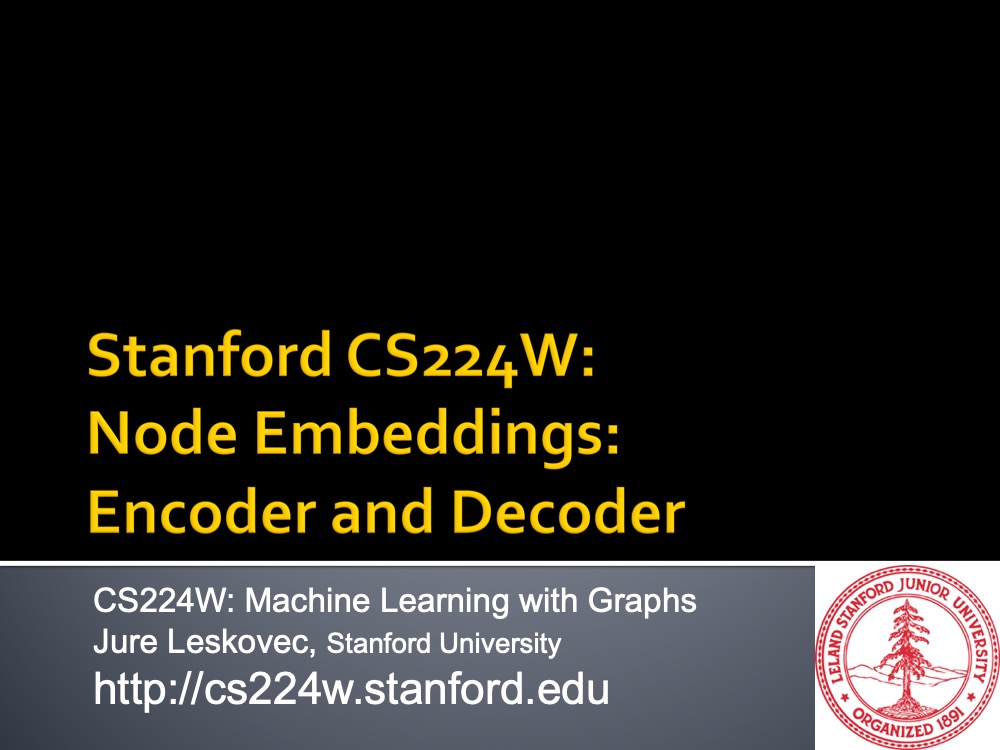 Stanford CS224W:
Node Embeddings:
Encoder and Decoder
CS224W: Machine Learning with Graphs
Jure Leskovec, Stanford University
http://cs224w.stanford.edu
LELAND STANFORD JUNIOR UNIVERSITY
ORGANIZED 1891